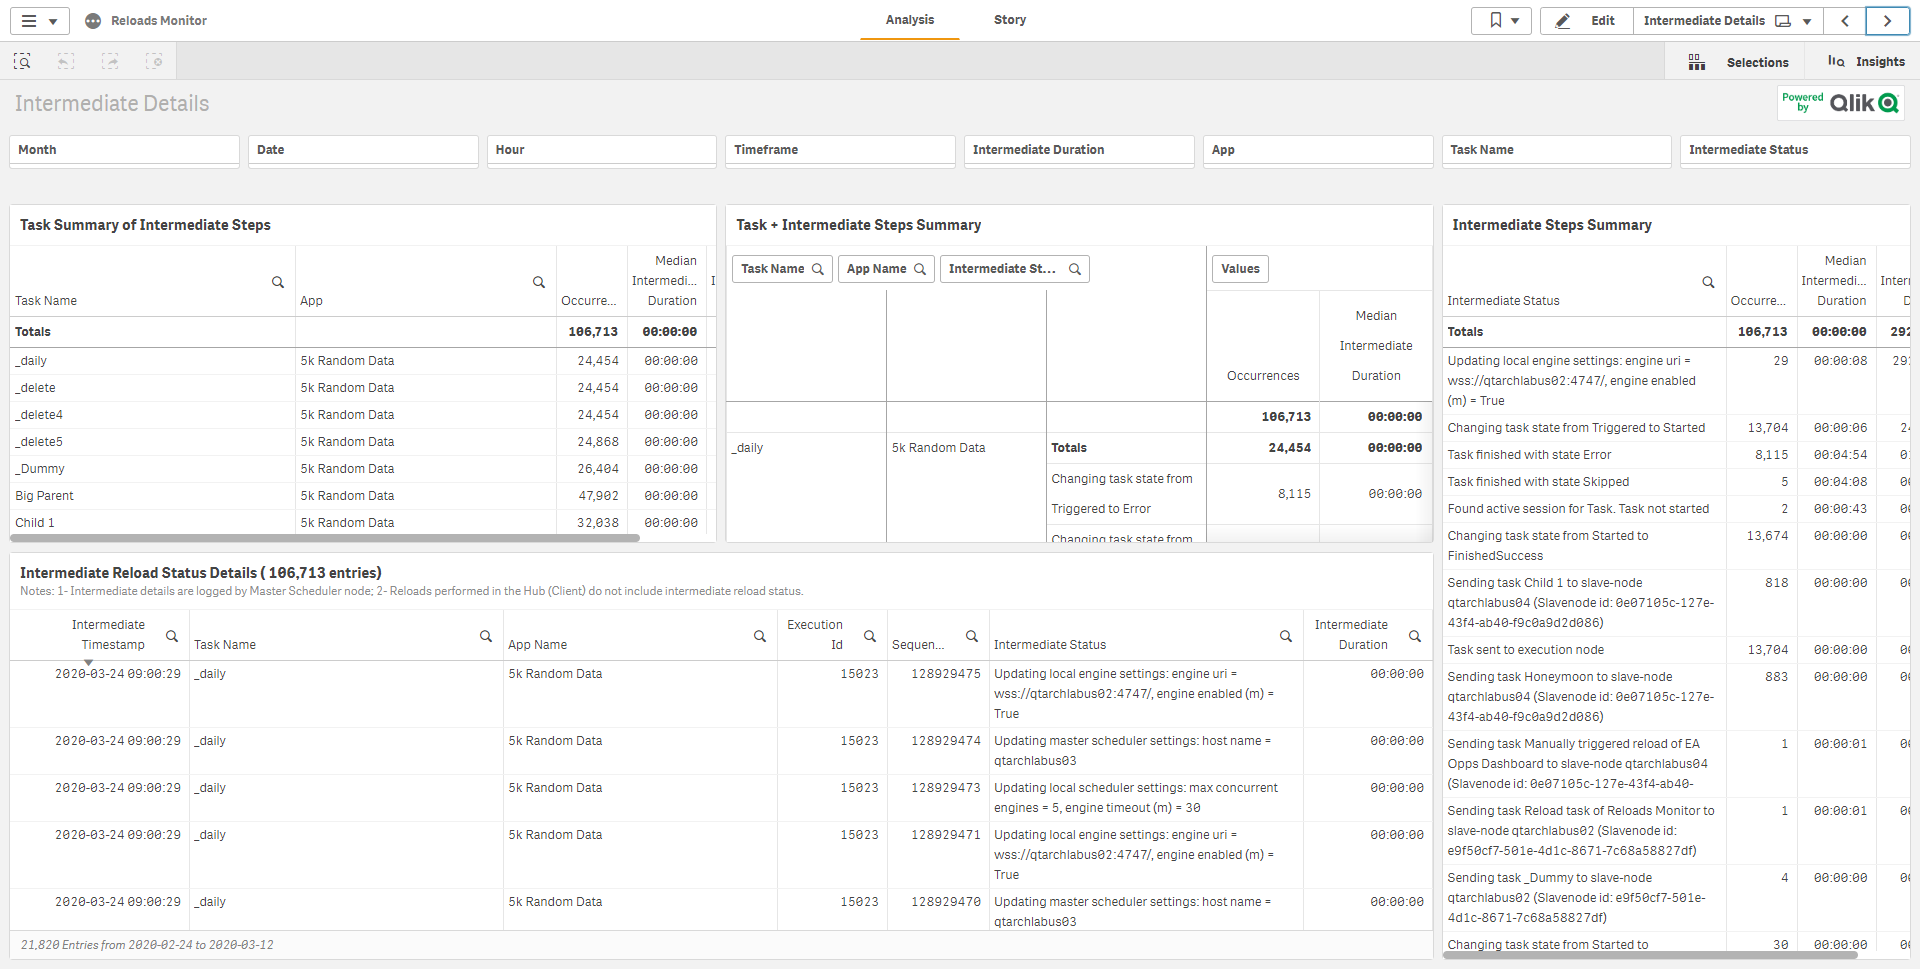 Reloads Monitor
Analysis
Story
Edit
Intermediate Details
Selections
Insights
Intermediate Details
Powered by Qlik
Month
Date
Hour
Timeframe
Intermediate Duration
App
Task Name
Intermediate Status
Task Summary of Intermediate Steps
Task Name
App
Occurre...
Median
Intermedi...
Duration
Totals 106,713 00:00:00
_daily 5k Random Data 24,454 00:00:00
_delete 5k Random Data 24,454 00:00:00
_delete4 5k Random Data 24,454 00:00:00
_delete5 5k Random Data 24,868 00:00:00
_Dummy 5k Random Data 26,404 00:00:00
Big Parent 5k Random Data 47,902 00:00:00
Child 1 5k Random Data 32,038 00:00:00
Task + Intermediate Steps Summary
Task Name
App Name
Intermediate St...
Values
Occurrences
Median
Intermediate
Duration
106,713 00:00:00
_daily 5k Random Data Totals 24,454 00:00:00
Changing task state from
Triggered to Error
8,115 00:00:00
Changing task state from
Intermediate Steps Summary
Intermediate Status
Occurre...
Median
Intermedi...
Duration
Totals 106,713 00:00:00
Updating local engine settings: engine uri = 29 00:00:08
wss://qtarchlabus02:4747/, engine enabled
(m) = True
Changing task state from Triggered to Started 13,704 00:00:06
Task finished with state Error 8,115 00:04:54
Task finished with state Skipped 5 00:04:08
Found active session for Task. Task not started 2 00:00:43
Changing task state from Started to 13,674 00:00:00
FinishedSuccess
Sending task Child 1 to slave-node 818 00:00:00
qtarchlabus04 (Slavenode id: 0e07105c-127e-
43f4-ab40-f9c0a9d2d086)
Task sent to execution node 13,704 00:00:00
Sending task Honeymoon to slave-node 883 00:00:00
qtarchlabus04 (Slavenode id: 0e07105c-127e-
43f4-ab40-f9c0a9d2d086)
Sending task Manually triggered reload of EA 1 00:00:01
Opps Dashboard to slave-node qtarchlabus04
(Slavenode id: 0e07105c-127e-43f4-ab40-
Sending task Reload task of Reloads Monitor to 1 00:00:01
slave-node qtarchlabus02 (Slavenode id:
e9f50cf7-501e-4d1c-8671-7c68a58827df)
Sending task _Dummy to slave-node 4 00:00:00
qtarchlabus02 (Slavenode id: e9f50cf7-501e-
4d1c-8671-7c68a58827df)
Changing task state from Started to 30 00:00:00
Intermediate Reload Status Details ( 106,713 entries)
Notes: 1- Intermediate details are logged by Master Scheduler node; 2- Reloads performed in the Hub (Client) do not include intermediate reload status.
Intermediate
Timestamp
Task Name
App Name
Execution
Id
Sequen...
Intermediate Status
Intermediate
Duration
2020-03-24 09:00:29 _daily 5k Random Data 15023 128929475 Updating local engine settings: engine uri = 00:00:00
wss://qtarchlabus02:4747/, engine enabled (m) =
True
2020-03-24 09:00:29 _daily 5k Random Data 15023 128929474 Updating master scheduler settings: host name = 00:00:00
qtarchlabus03
2020-03-24 09:00:29 _daily 5k Random Data 15023 128929473 Updating local scheduler settings: max concurrent 00:00:00
engines = 5, engine timeout (m) = 30
2020-03-24 09:00:29 _daily 5k Random Data 15023 128929471 Updating local engine settings: engine uri = 00:00:00
wss://qtarchlabus02:4747/, engine enabled (m) =
True
2020-03-24 09:00:29 _daily 5k Random Data 15023 128929470 Updating master scheduler settings: host name = 00:00:00
qtarchlabus03
21,820 Entries from 2020-02-24 to 2020-03-12